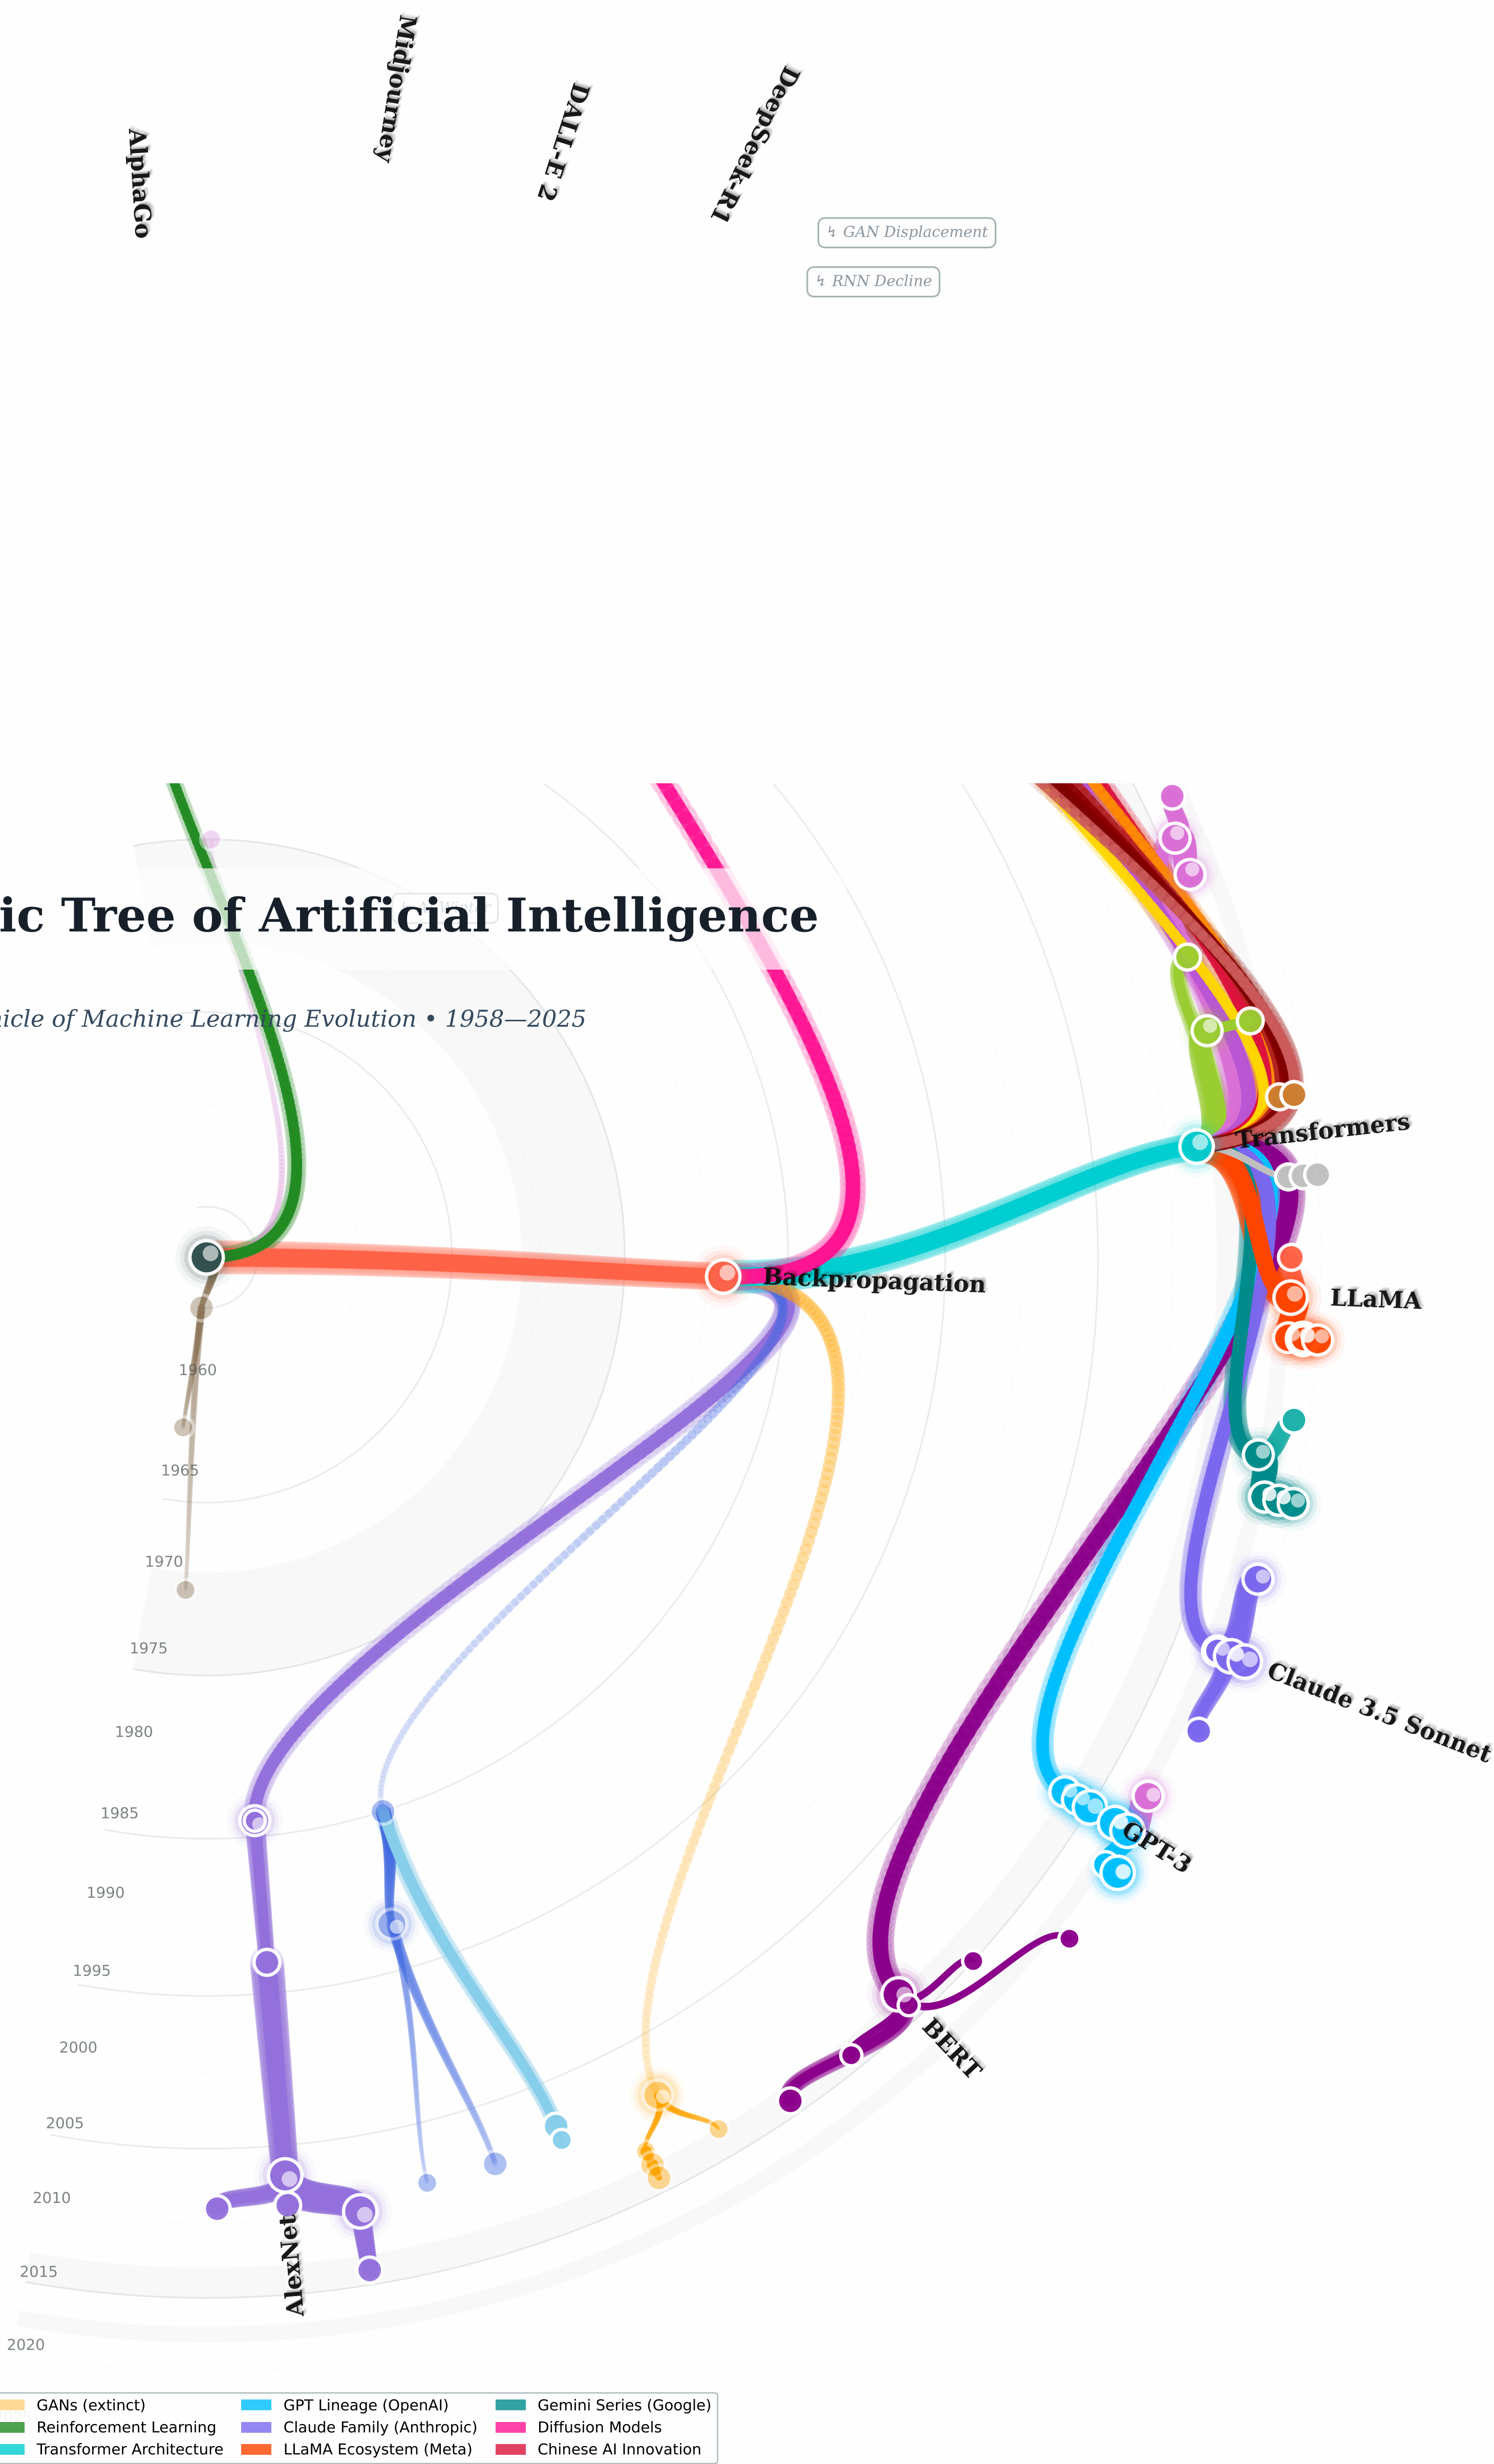 Midjourney
DeepSeek-R1
DALL-E 2
AlphaGo
↯ GAN Displacement
↯ RNN Decline
ic Tree of Artificial Intelligence
icle of Machine Learning Evolution • 1958—2025
Transformers
Backpropagation
LLaMA
1960
1965
1970
1975
Claude 3.5 Sonnet
1980
1985
GPT-3
1990
1995
2000
BERT
2005
2010
AlexNet
2015
2020
GANs (extinct)
Reinforcement Learning
Transformer Architecture
GPT Lineage (OpenAI)
Claude Family (Anthropic)
LLaMA Ecosystem (Meta)
Gemini Series (Google)
Diffusion Models
Chinese AI Innovation